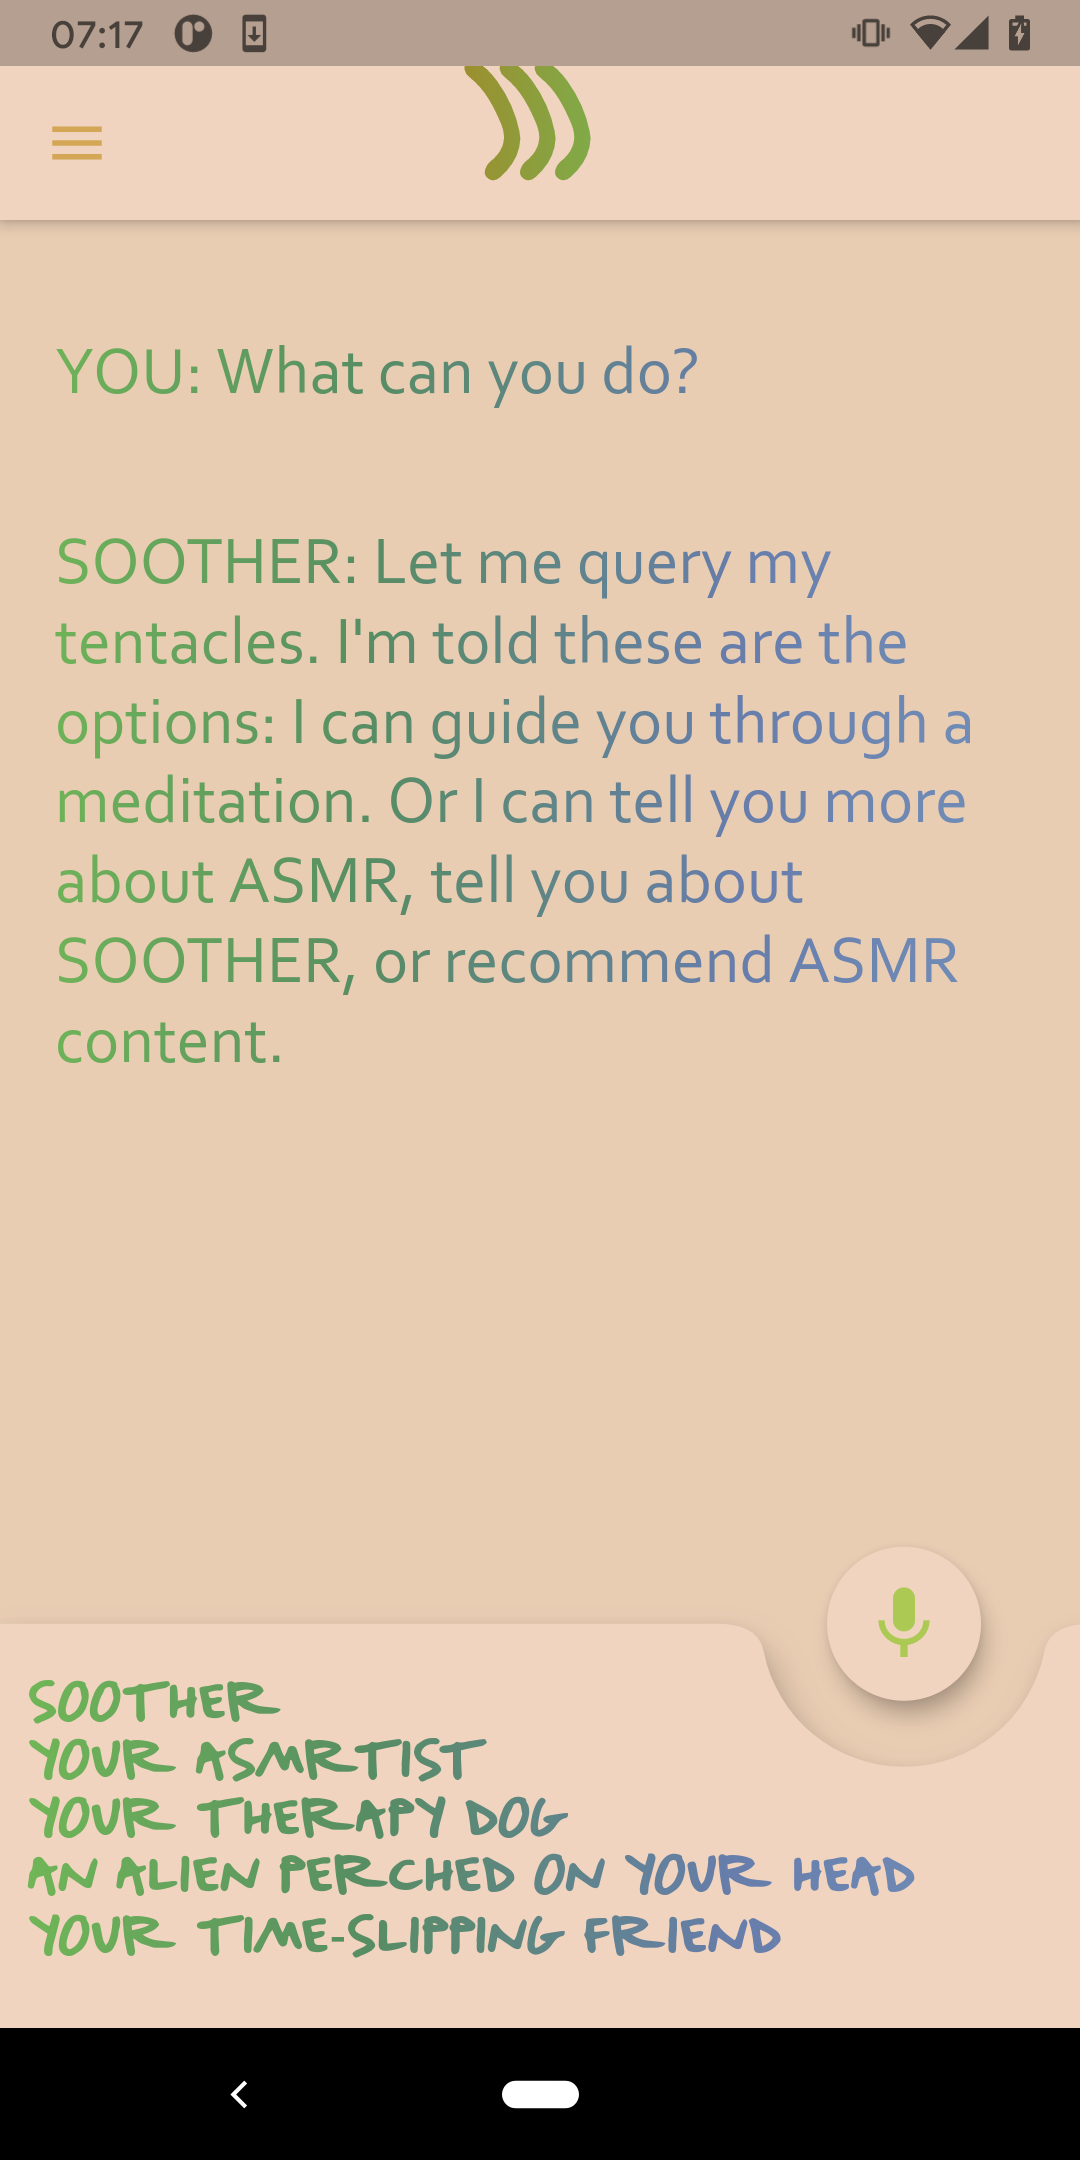 07:17
YOU: What can you do?
SOOTHER: Let me query my
tentacles. I'm told these are the
options: I can guide you through a
meditation. Or I can tell you more
about ASMR, tell you about
SOOTHER, or recommend ASMR
content.
SOOTHER
YOUR ASMRTIST
YOUR THERAPY DOG
AN ALIEN PERCHED ON YOUR HEAD
YOUR TIME-SLIPPING FRIEND